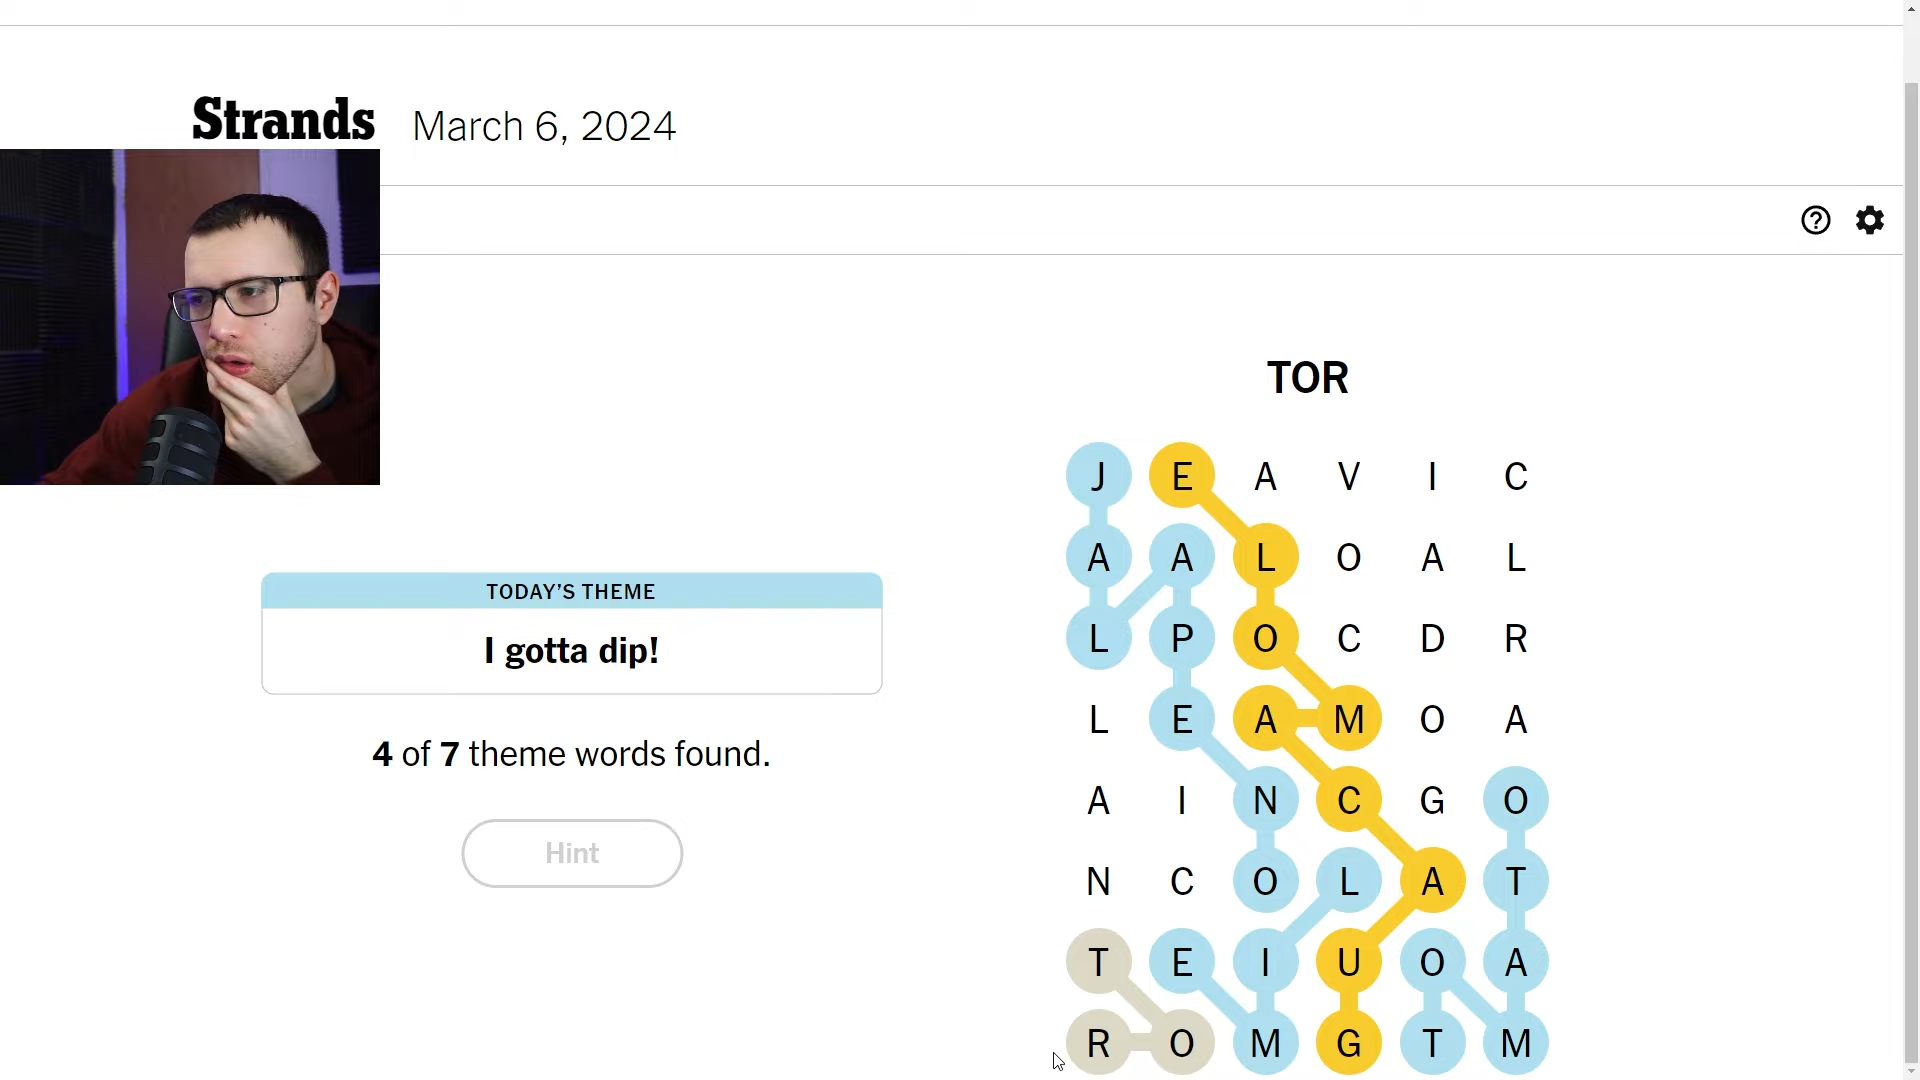 Strands March 6, 2024
TOR
J E A V I C
A A L O A L
L P O C D R
L E A M O A
A I N C G O
N C O L A T
T E I U O A
R O M G T M
TODAY'S THEME
I gotta dip!
4 of 7 theme words found.
Hint